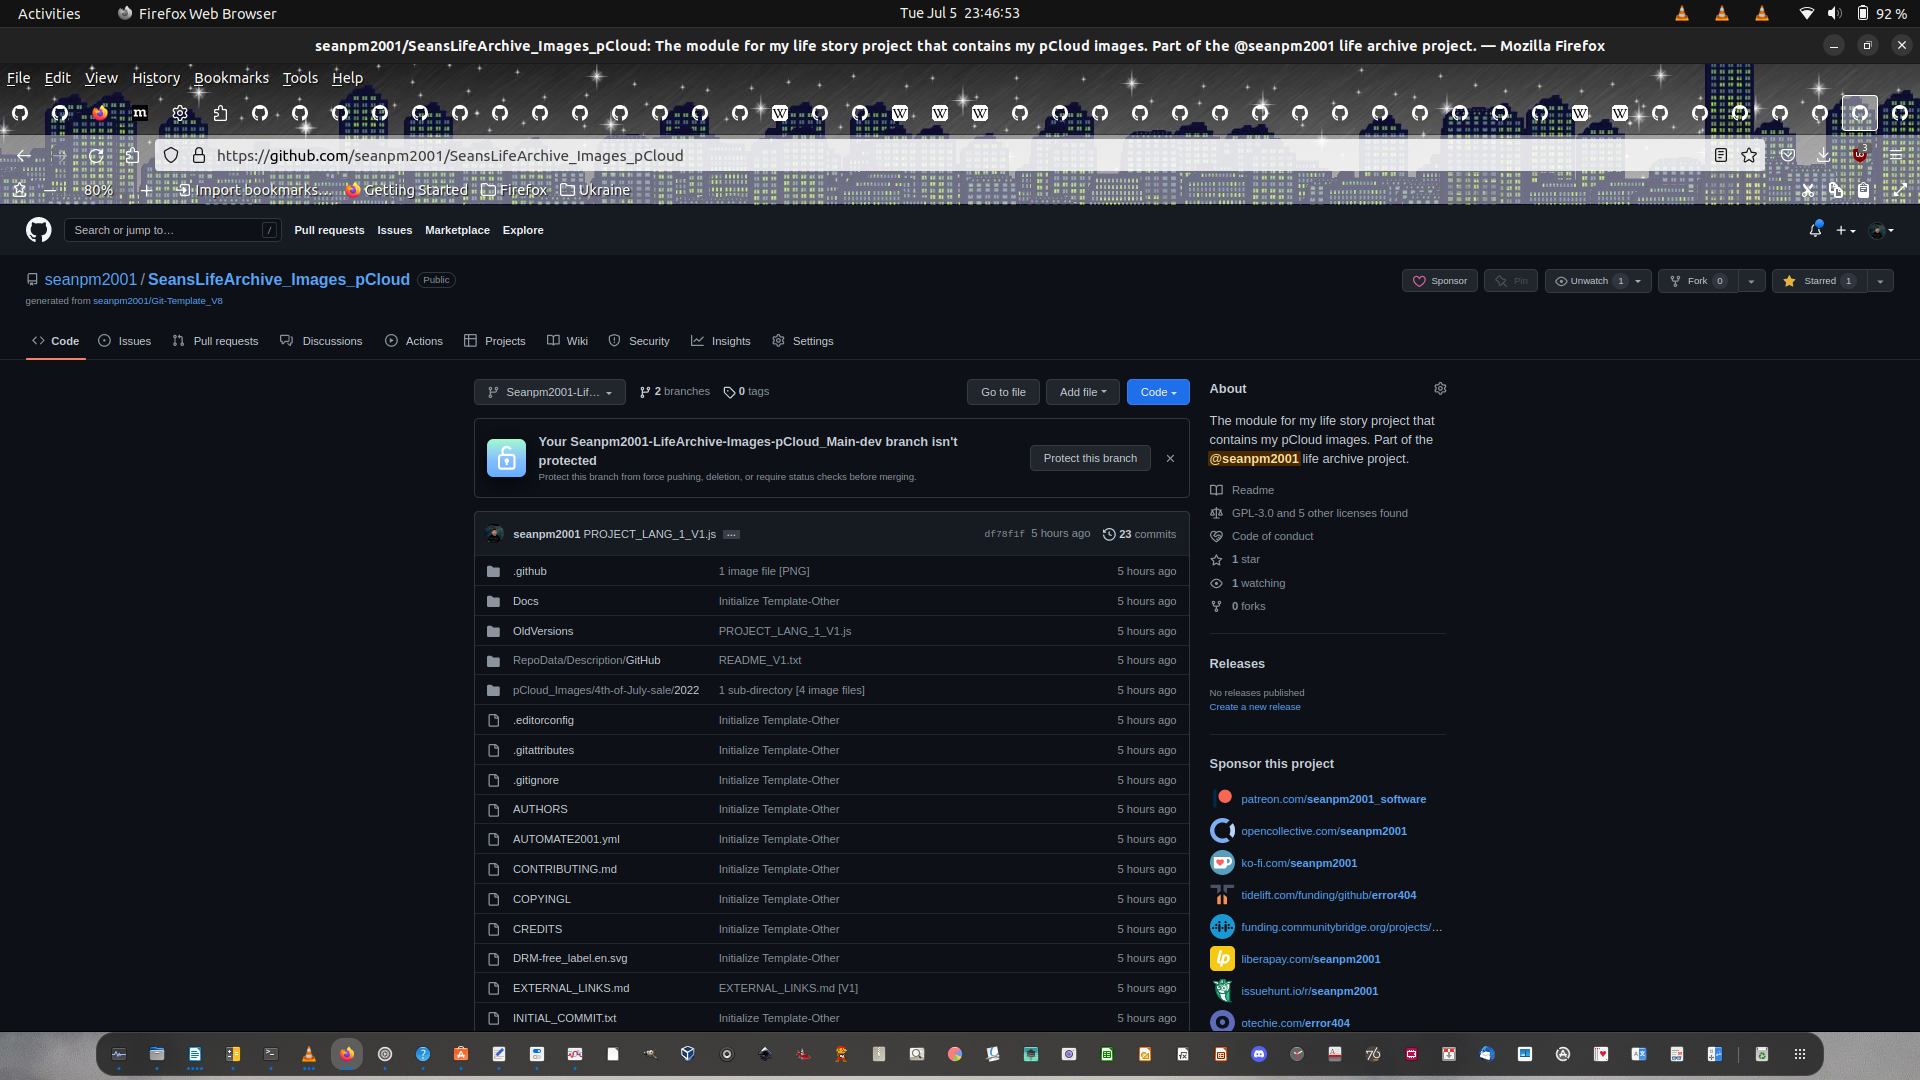 Activities
Firefox Web Browser
Tue Jul 5  23:46:53
92 %
seanpm2001/SeansLifeArchive_Images_pCloud: The module for my life story project that contains my pCloud images. Part of the @seanpm2001 life archive project. — Mozilla Firefox
File Edit View History Bookmarks Tools Help
https://github.com/seanpm2001/SeansLifeArchive_Images_pCloud
3
80%
Import bookmarks... Getting Started Firefox Ukraine
Search or jump to… /
Pull requests Issues Marketplace Explore
seanpm2001 / SeansLifeArchive_Images_pCloud Public
generated from seanpm2001/Git-Template_V8
Sponsor Pin Unwatch 1 Fork 0 Starred 1
Code Issues Pull requests Discussions Actions Projects Wiki Security Insights Settings
Seanpm2001-Lif… 2 branches 0 tags Go to file Add file Code
Your Seanpm2001-LifeArchive-Images-pCloud_Main-dev branch isn't
protected
Protect this branch from force pushing, deletion, or require status checks before merging.
Protect this branch
seanpm2001 PROJECT_LANG_1_V1.js … df78f1f 5 hours ago 23 commits
.github 1 image file [PNG] 5 hours ago
Docs Initialize Template-Other 5 hours ago
OldVersions PROJECT_LANG_1_V1.js 5 hours ago
RepoData/Description/GitHub README_V1.txt 5 hours ago
pCloud_Images/4th-of-July-sale/2022 1 sub-directory [4 image files] 5 hours ago
.editorconfig Initialize Template-Other 5 hours ago
.gitattributes Initialize Template-Other 5 hours ago
.gitignore Initialize Template-Other 5 hours ago
AUTHORS Initialize Template-Other 5 hours ago
AUTOMATE2001.yml Initialize Template-Other 5 hours ago
CONTRIBUTING.md Initialize Template-Other 5 hours ago
COPYINGL Initialize Template-Other 5 hours ago
CREDITS Initialize Template-Other 5 hours ago
DRM-free_label.en.svg Initialize Template-Other 5 hours ago
EXTERNAL_LINKS.md EXTERNAL_LINKS.md [V1] 5 hours ago
INITIAL_COMMIT.txt Initialize Template-Other 5 hours ago
About
The module for my life story project that
contains my pCloud images. Part of the
@seanpm2001 life archive project.
Readme
GPL-3.0 and 5 other licenses found
Code of conduct
1 star
1 watching
0 forks
Releases
No releases published
Create a new release
Sponsor this project
patreon.com/seanpm2001_software
opencollective.com/seanpm2001
ko-fi.com/seanpm2001
tidelift.com/funding/github/error404
funding.communitybridge.org/projects/…
liberapay.com/seanpm2001
issuehunt.io/r/seanpm2001
otechie.com/error404